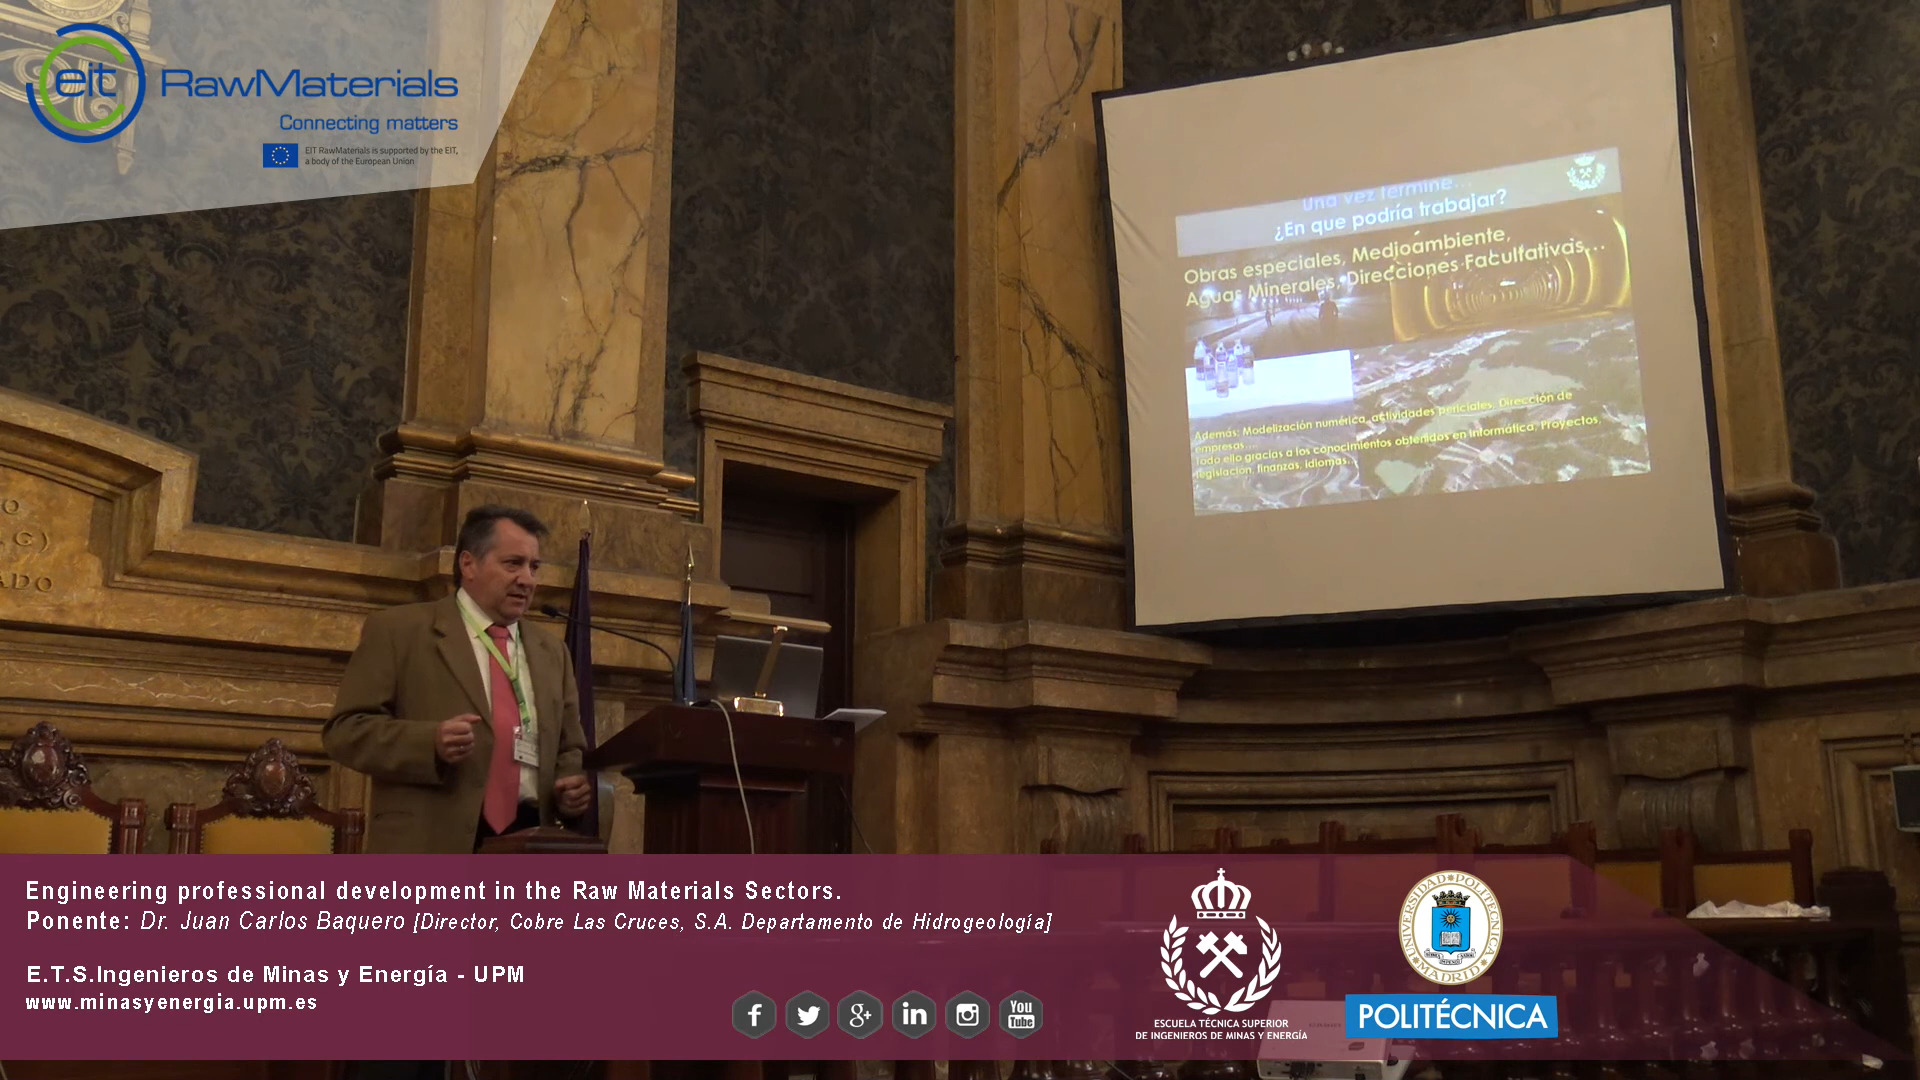 eit RawMaterials
Connecting matters
EIT RawMaterials is supported by the EIT,
a body of the European Union
Una vez termine...
¿En que podría trabajar?
Obras especiales, Medioambiente,
Aguas Minerales, Direcciones Facultativas...
Además: Modelización numérica, actividades periciales, Dirección de
empresas...
Todo ello gracias a los conocimientos obtenidos en Informática, Proyectos,
legislación, finanzas, idiomas...
O
,G)
ADO
Engineering professional development in the Raw Materials Sectors.
Ponente: Dr. Juan Carlos Baquero [Director, Cobre Las Cruces, S.A. Departamento de Hidrogeología]
E.T.S.Ingenieros de Minas y Energía - UPM
www.minasyenergia.upm.es
f
g+
in
You
Tube
ESCUELA TÉCNICA SUPERIOR
DE INGENIEROS DE MINAS Y ENERGÍA
UNIVERSIDAD POLITÉCNICA
MADRID
POLITÉCNICA